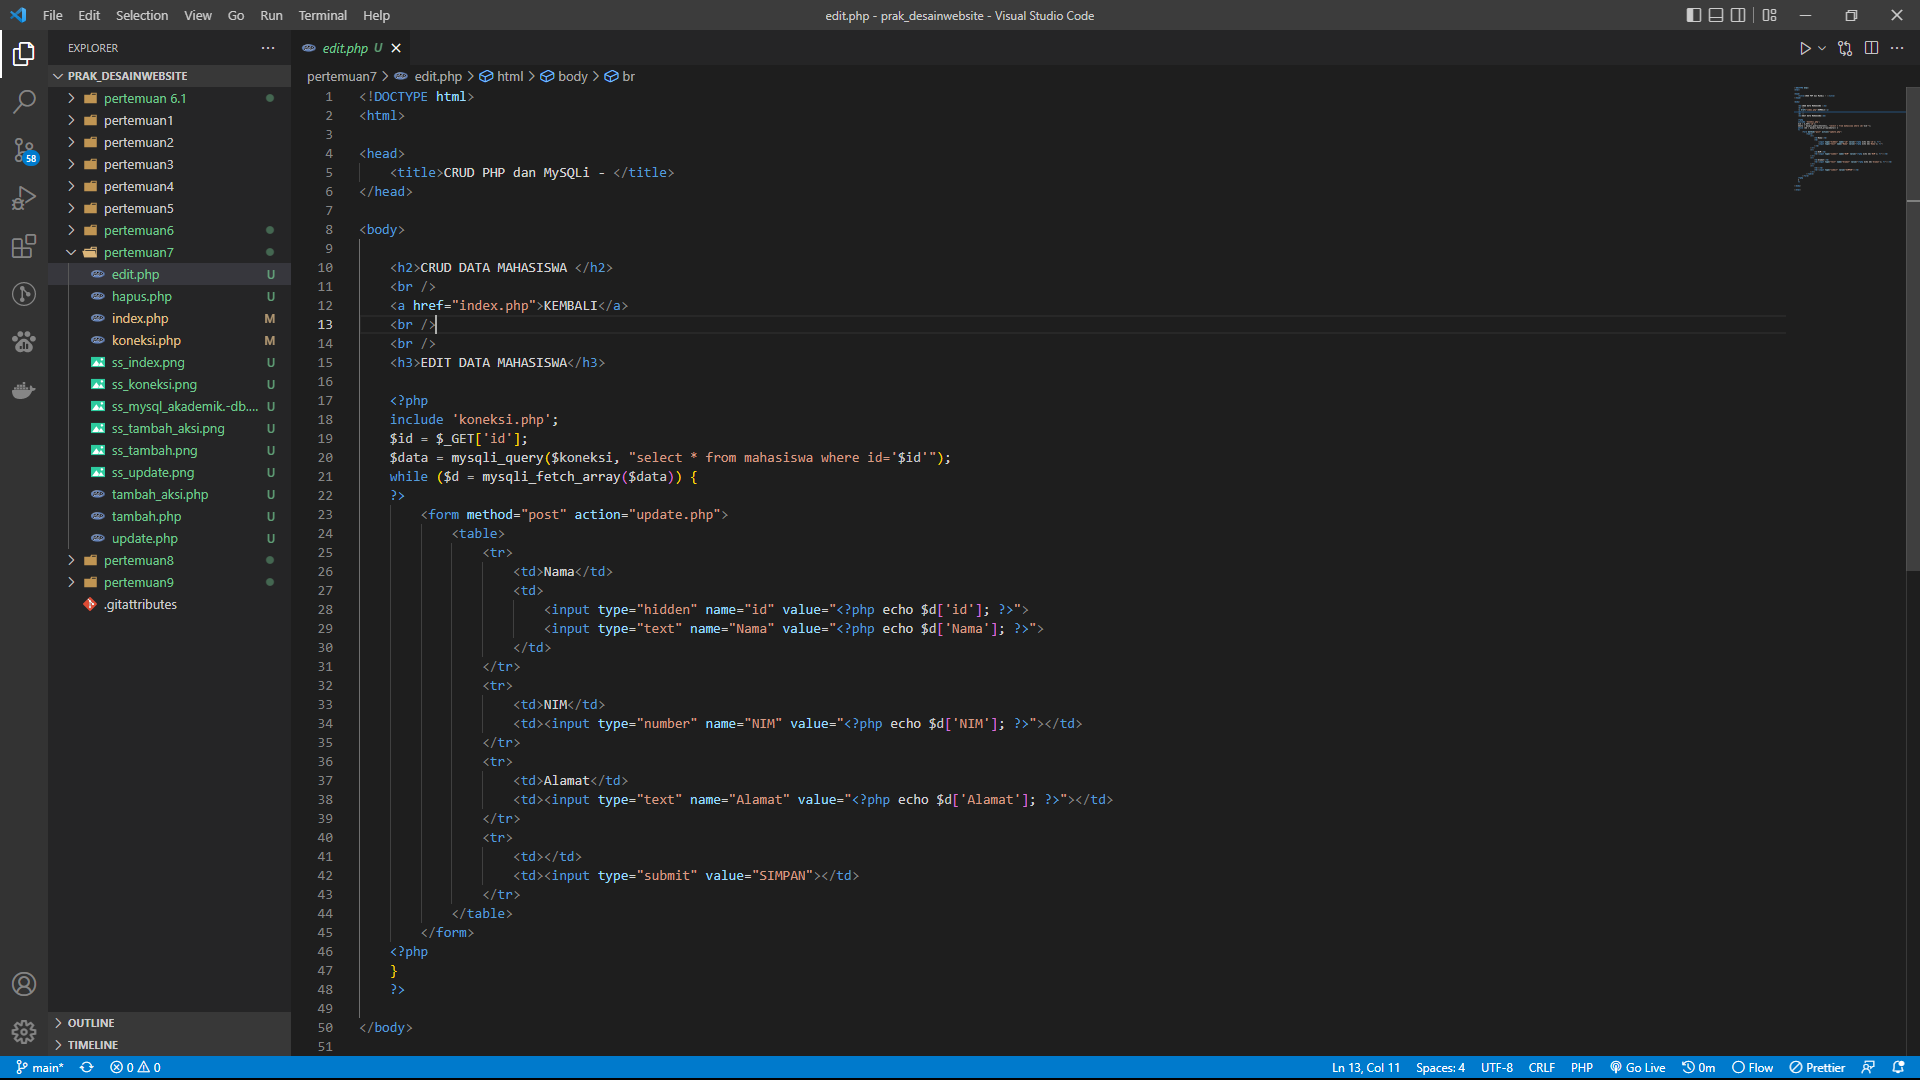 File Edit Selection View Go Run Terminal Help
edit.php - prak_desainwebsite - Visual Studio Code
EXPLORER
PRAK_DESAINWEBSITE
pertemuan 6.1
pertemuan1
pertemuan2
pertemuan3
pertemuan4
pertemuan5
pertemuan6
pertemuan7
edit.php U
hapus.php U
index.php M
koneksi.php M
ss_index.png U
ss_koneksi.png U
ss_mysql_akademik.-db.... U
ss_tambah_aksi.png U
ss_tambah.png U
ss_update.png U
tambah_aksi.php U
tambah.php U
update.php U
pertemuan8
pertemuan9
.gitattributes
OUTLINE
TIMELINE
58
edit.php U
pertemuan7 > edit.php > html > body > br
1 <!DOCTYPE html>
2 <html>
3
4 <head>
5 <title>CRUD PHP dan MySQLi - </title>
6 </head>
7
8 <body>
9
10 <h2>CRUD DATA MAHASISWA </h2>
11 <br />
12 <a href="index.php">KEMBALI</a>
13 <br />
14 <br />
15 <h3>EDIT DATA MAHASISWA</h3>
16
17 <?php
18 include 'koneksi.php';
19 $id = $_GET['id'];
20 $data = mysqli_query($koneksi, "select * from mahasiswa where id='$id'");
21 while ($d = mysqli_fetch_array($data)) {
22 ?>
23 <form method="post" action="update.php">
24 <table>
25 <tr>
26 <td>Nama</td>
27 <td>
28 <input type="hidden" name="id" value="<?php echo $d['id']; ?>">
29 <input type="text" name="Nama" value="<?php echo $d['Nama']; ?>">
30 </td>
31 </tr>
32 <tr>
33 <td>NIM</td>
34 <td><input type="number" name="NIM" value="<?php echo $d['NIM']; ?>"></td>
35 </tr>
36 <tr>
37 <td>Alamat</td>
38 <td><input type="text" name="Alamat" value="<?php echo $d['Alamat']; ?>"></td>
39 </tr>
40 <tr>
41 <td></td>
42 <td><input type="submit" value="SIMPAN"></td>
43 </tr>
44 </table>
45 </form>
46 <?php
47 }
48 ?>
49
50 </body>
51
main* 0 0
Ln 13, Col 11 Spaces: 4 UTF-8 CRLF PHP Go Live 0m Flow Prettier